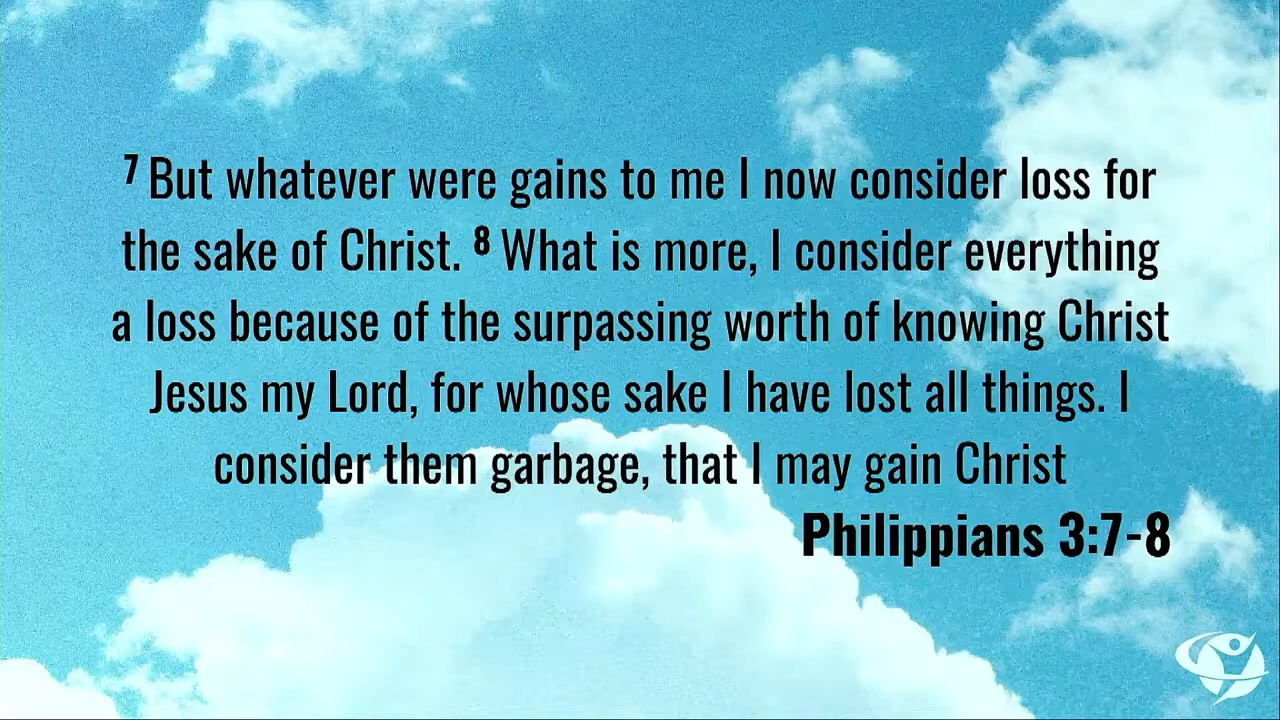 ⁷ But whatever were gains to me I now consider loss for
the sake of Christ. ⁸ What is more, I consider everything
a loss because of the surpassing worth of knowing Christ
Jesus my Lord, for whose sake I have lost all things. I
consider them garbage, that I may gain Christ
Philippians 3:7-8